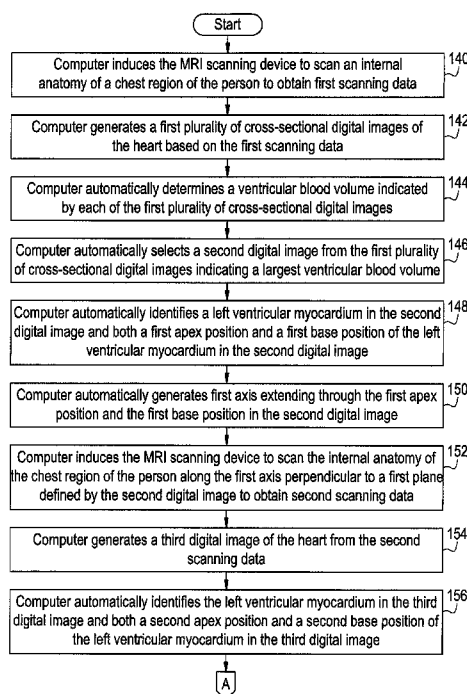 Start
140
Computer induces the MRI scanning device to scan an internal
anatomy of a chest region of the person to obtain first scanning data
142
Computer generates a first plurality of cross-sectional digital images of
the heart based on the first scanning data
144
Computer automatically determines a ventricular blood volume indicated
by each of the first plurality of cross-sectional digital images
146
Computer automatically selects a second digital image from the first plurality
of cross-sectional digital images indicating a largest ventricular blood volume
148
Computer automatically identifies a left ventricular myocardium in the second
digital image and both a first apex position and a first base position of the left
ventricular myocardium in the second digital image
150
Computer automatically generates first axis extending through the first apex
position and the first base position in the second digital image
152
Computer induces the MRI scanning device to scan the internal anatomy of
the chest region of the person along the first axis perpendicular to a first plane
defined by the second digital image to obtain second scanning data
154
Computer generates a third digital image of the heart from the second
scanning data
156
Computer automatically identifies the left ventricular myocardium in the third
digital image and both a second apex position and a second base position of
the left ventricular myocardium in the third digital image
A